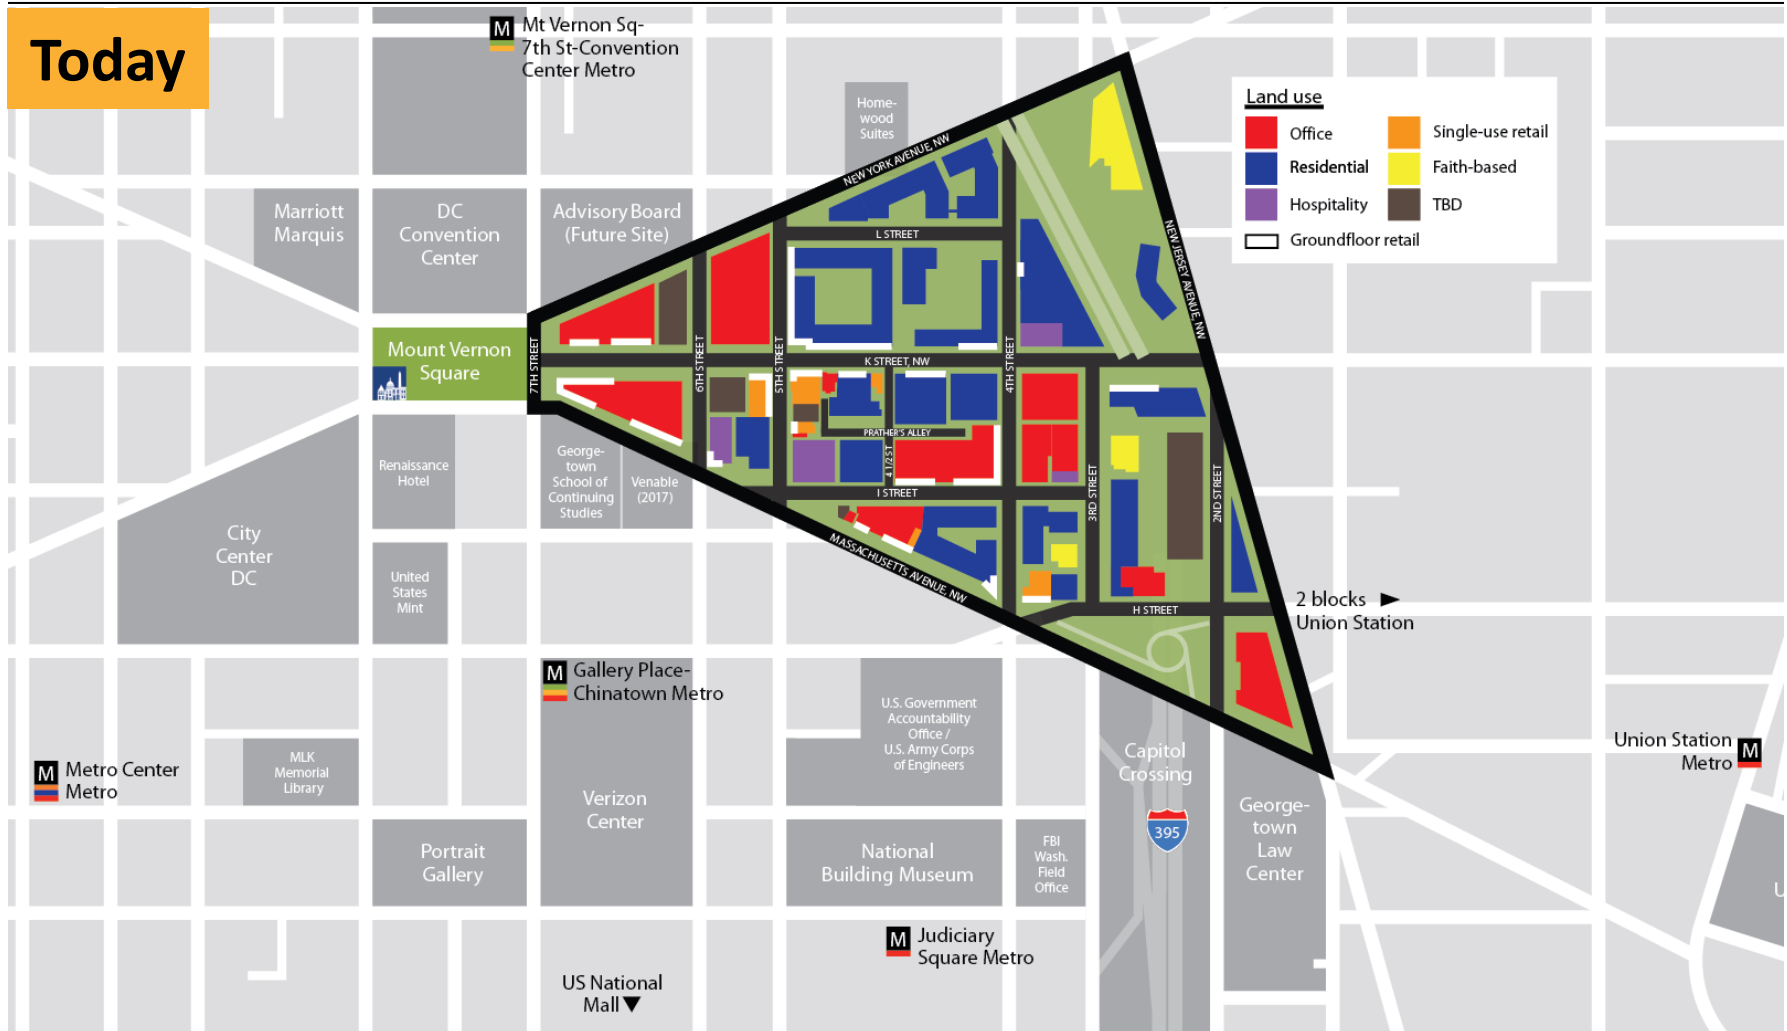 Today
M
Mt Vernon Sq-
7th St-Convention
Center Metro
Home-
wood
Suites
Land use
Office
Residential
Hospitality
Groundfloor retail
Single-use retail
Faith-based
TBD
NEW YORK AVENUE, NW
NEW JERSEY AVENUE, NW
Marriott
Marquis
DC
Convention
Center
Advisory Board
(Future Site)
L STREET
Mount Vernon
Square
7TH STREET
6TH STREET
5TH STREET
4TH STREET
K STREET, NW
PRATHER'S ALLEY
4 1/2 ST
I STREET
3RD STREET
2ND STREET
MASSACHUSETTS AVENUE, NW
H STREET
Renaissance
Hotel
George-
town
School of
Continuing
Studies
Venable
(2017)
City
Center
DC
United
States
Mint
2 blocks
Union Station
M
Gallery Place-
Chinatown Metro
U.S. Government
Accountability
Office /
U.S. Army Corps
of Engineers
Capitol
Crossing
Union Station
Metro
M
M
Metro Center
Metro
MLK
Memorial
Library
Verizon
Center
395
George-
town
Law
Center
Portrait
Gallery
National
Building Museum
FBI
Wash.
Field
Office
U
M
Judiciary
Square Metro
US National
Mall